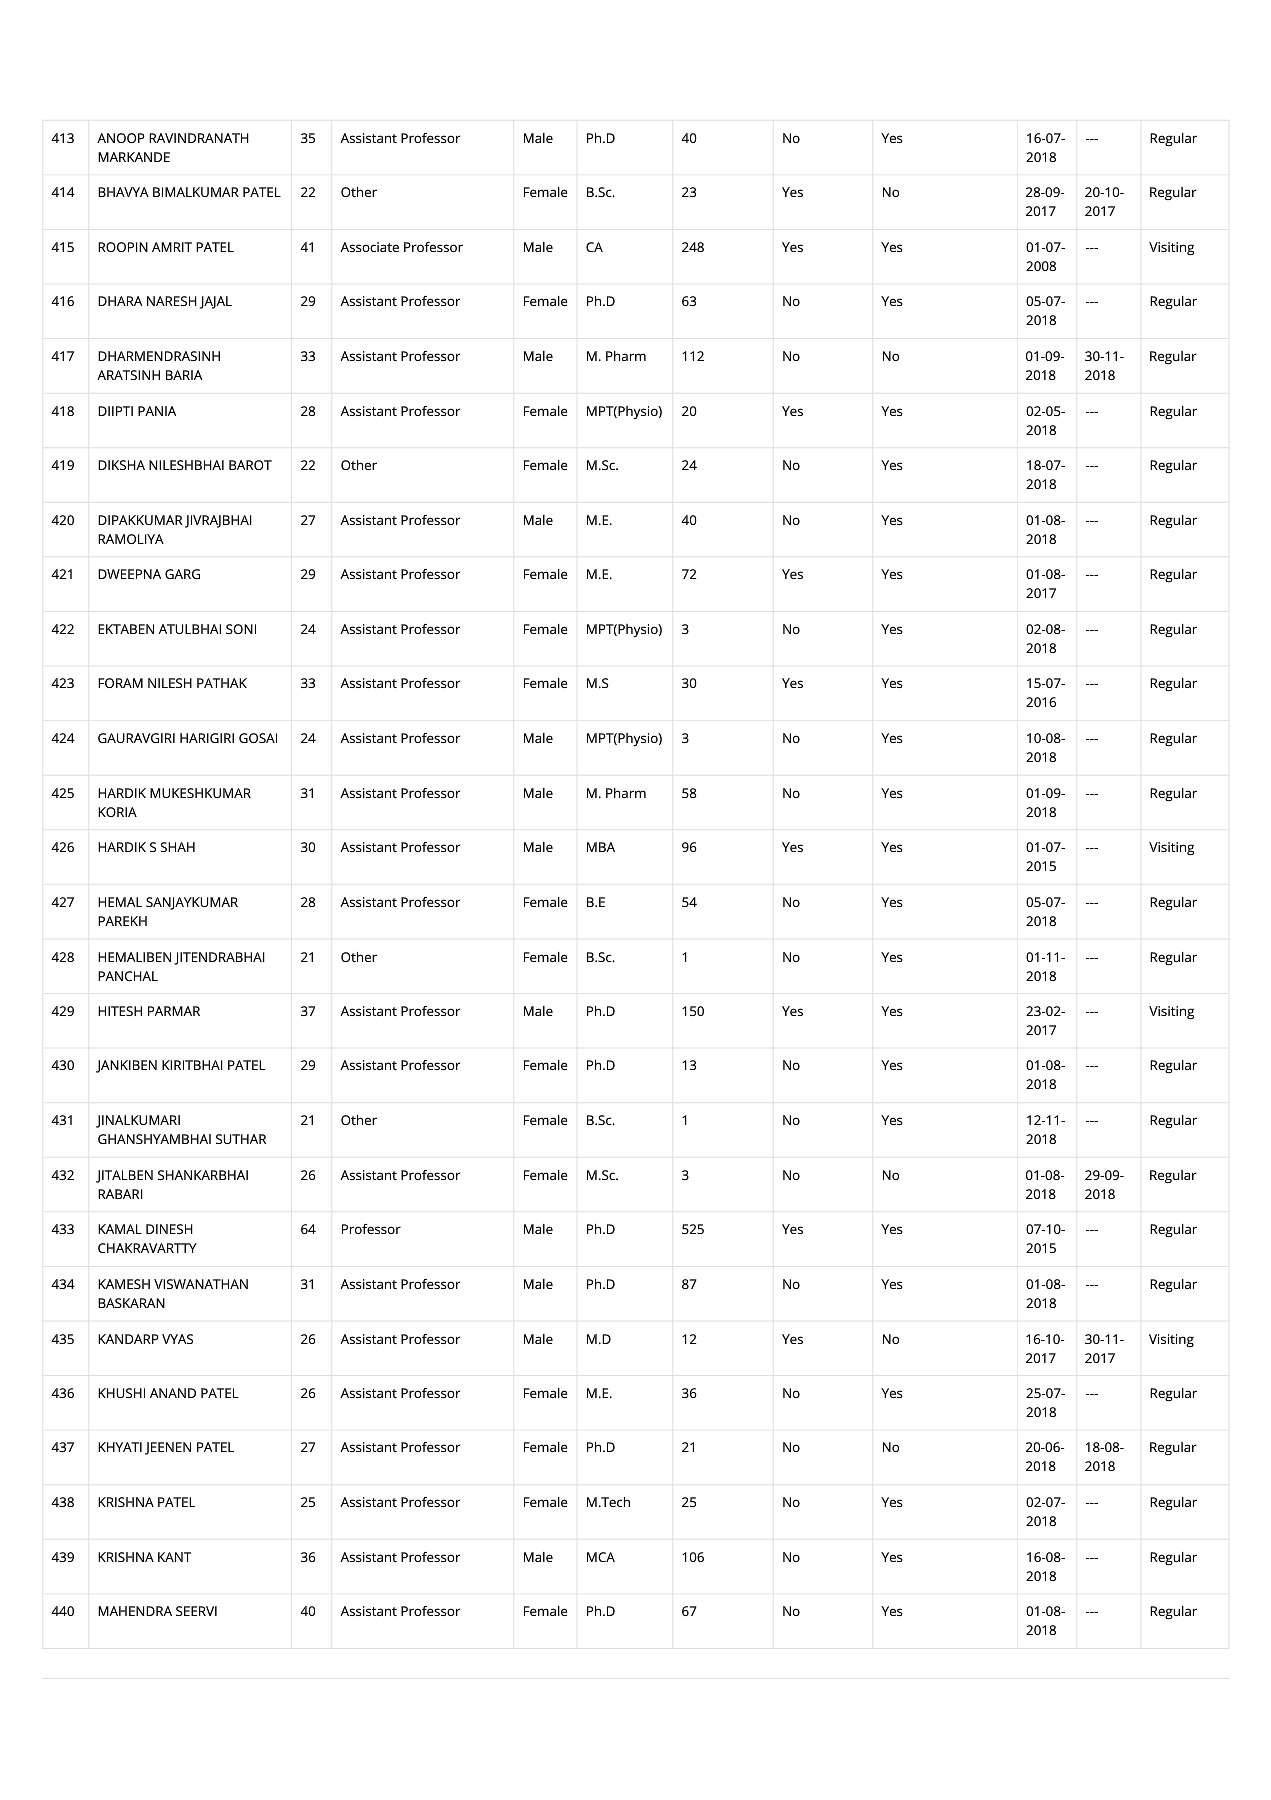 413 ANOOP RAVINDRANATH 35 Assistant Professor Male Ph.D 40 No Yes 16-07- --- Regular
MARKANDE 2018
414 BHAVYA BIMALKUMAR PATEL 22 Other Female B.Sc. 23 Yes No 28-09- 20-10- Regular
2017 2017
415 ROOPIN AMRIT PATEL 41 Associate Professor Male CA 248 Yes Yes 01-07- --- Visiting
2008
416 DHARA NARESH JAJAL 29 Assistant Professor Female Ph.D 63 No Yes 05-07- --- Regular
2018
417 DHARMENDRASINH 33 Assistant Professor Male M. Pharm 112 No No 01-09- 30-11- Regular
ARATSINH BARIA 2018 2018
418 DIIPTI PANIA 28 Assistant Professor Female MPT(Physio) 20 Yes Yes 02-05- --- Regular
2018
419 DIKSHA NILESHBHAI BAROT 22 Other Female M.Sc. 24 No Yes 18-07- --- Regular
2018
420 DIPAKKUMAR JIVRAJBHAI 27 Assistant Professor Male M.E. 40 No Yes 01-08- --- Regular
RAMOLIYA 2018
421 DWEEPNA GARG 29 Assistant Professor Female M.E. 72 Yes Yes 01-08- --- Regular
2017
422 EKTABEN ATULBHAI SONI 24 Assistant Professor Female MPT(Physio) 3 No Yes 02-08- --- Regular
2018
423 FORAM NILESH PATHAK 33 Assistant Professor Female M.S 30 Yes Yes 15-07- --- Regular
2016
424 GAURAVGIRI HARIGIRI GOSAI 24 Assistant Professor Male MPT(Physio) 3 No Yes 10-08- --- Regular
2018
425 HARDIK MUKESHKUMAR 31 Assistant Professor Male M. Pharm 58 No Yes 01-09- --- Regular
KORIA 2018
426 HARDIK S SHAH 30 Assistant Professor Male MBA 96 Yes Yes 01-07- --- Visiting
2015
427 HEMAL SANJAYKUMAR 28 Assistant Professor Female B.E 54 No Yes 05-07- --- Regular
PAREKH 2018
428 HEMALIBEN JITENDRABHAI 21 Other Female B.Sc. 1 No Yes 01-11- --- Regular
PANCHAL 2018
429 HITESH PARMAR 37 Assistant Professor Male Ph.D 150 Yes Yes 23-02- --- Visiting
2017
430 JANKIBEN KIRITBHAI PATEL 29 Assistant Professor Female Ph.D 13 No Yes 01-08- --- Regular
2018
431 JINALKUMARI 21 Other Female B.Sc. 1 No Yes 12-11- --- Regular
GHANSHYAMBHAI SUTHAR 2018
432 JITALBEN SHANKARBHAI 26 Assistant Professor Female M.Sc. 3 No No 01-08- 29-09- Regular
RABARI 2018 2018
433 KAMAL DINESH 64 Professor Male Ph.D 525 Yes Yes 07-10- --- Regular
CHAKRAVARTTY 2015
434 KAMESH VISWANATHAN 31 Assistant Professor Male Ph.D 87 No Yes 01-08- --- Regular
BASKARAN 2018
435 KANDARP VYAS 26 Assistant Professor Male M.D 12 Yes No 16-10- 30-11- Visiting
2017 2017
436 KHUSHI ANAND PATEL 26 Assistant Professor Female M.E. 36 No Yes 25-07- --- Regular
2018
437 KHYATI JEENEN PATEL 27 Assistant Professor Female Ph.D 21 No No 20-06- 18-08- Regular
2018 2018
438 KRISHNA PATEL 25 Assistant Professor Female M.Tech 25 No Yes 02-07- --- Regular
2018
439 KRISHNA KANT 36 Assistant Professor Male MCA 106 No Yes 16-08- --- Regular
2018
440 MAHENDRA SEERVI 40 Assistant Professor Female Ph.D 67 No Yes 01-08- --- Regular
2018